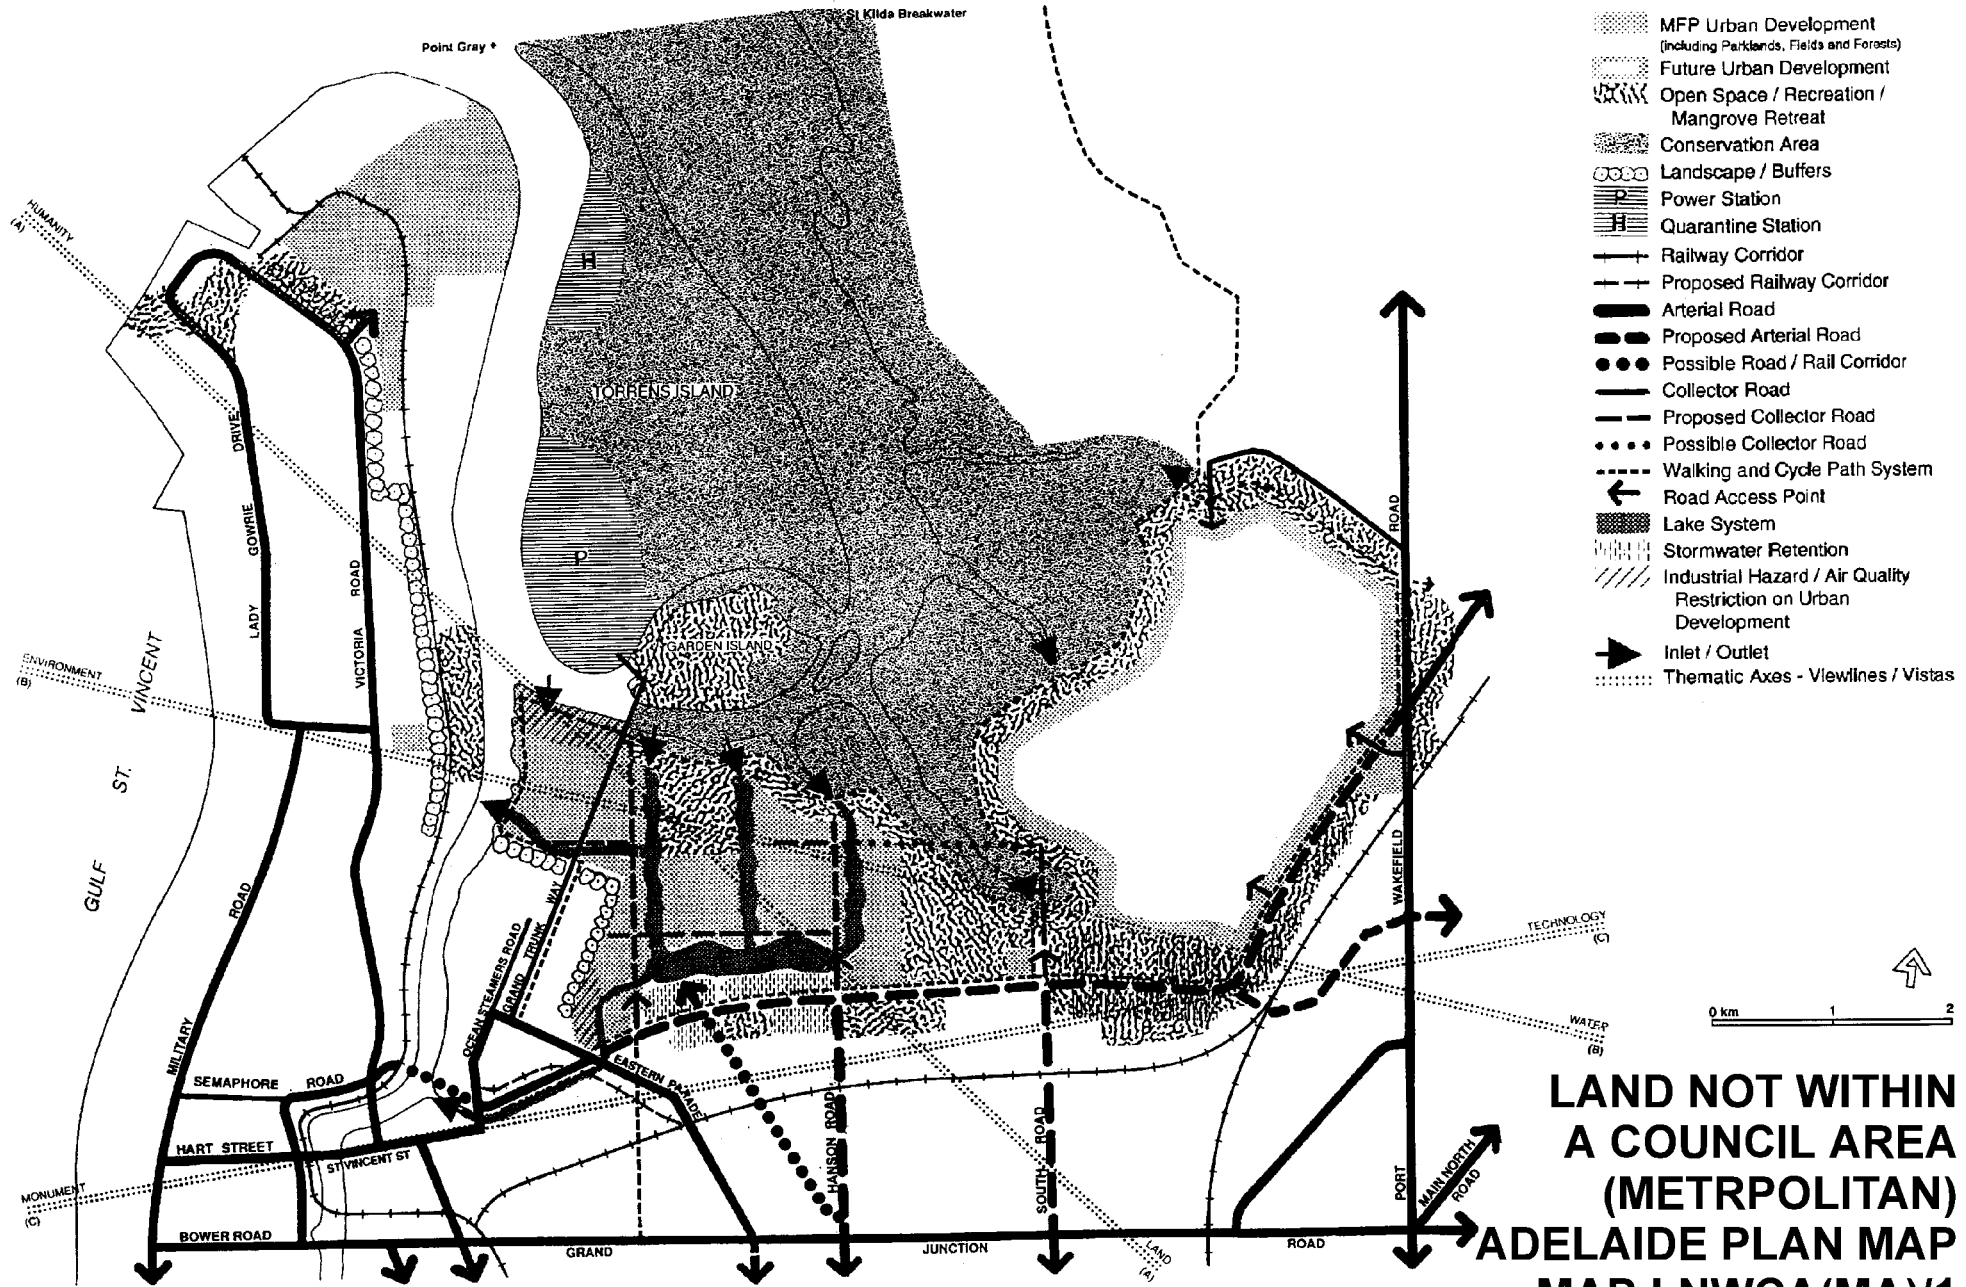 St Kilda Breakwater
Point Gray +
HUMANITY
(A)
H
TORRENS ISLAND
DRIVE
GOWRIE
LADY
ROAD
VICTORIA
P
GARDEN ISLAND
ENVIRONMENT
(B)
GULF ST. VINCENT
ROAD
MILITARY
OCEAN STEAMERS ROAD
GRAND TRUNK WAY
SEMAPHORE ROAD
EASTERN PARADE
HART STREET
ST VINCENT ST
MONUMENT
(C)
BOWER ROAD
GRAND JUNCTION ROAD
HANSON ROAD
SOUTH ROAD
LAND
(A)
ROAD
WAKEFIELD
PORT
MAIN NORTH
ROAD
TECHNOLOGY
(C)
WATER
(B)
MFP Urban Development
(including Parklands, Fields and Forests)
Future Urban Development
Open Space / Recreation /
Mangrove Retreat
Conservation Area
Landscape / Buffers
P Power Station
H Quarantine Station
Railway Corridor
Proposed Railway Corridor
Arterial Road
Proposed Arterial Road
Possible Road / Rail Corridor
Collector Road
Proposed Collector Road
Possible Collector Road
Walking and Cycle Path System
Road Access Point
Lake System
Stormwater Retention
Industrial Hazard / Air Quality
Restriction on Urban
Development
Inlet / Outlet
Thematic Axes - Viewlines / Vistas
0 km 1 2
LAND NOT WITHIN
A COUNCIL AREA
(METRPOLITAN)
ADELAIDE PLAN MAP
MAP LNWCA(MA)/1